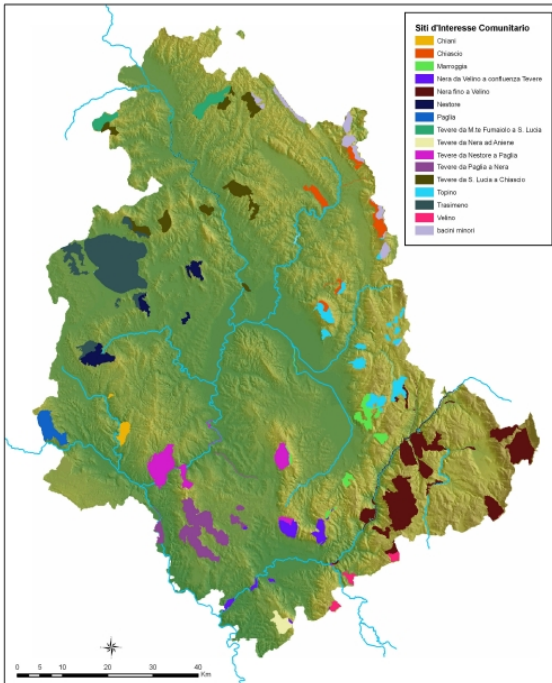 Siti d'Interesse Comunitario
Chiani
Chiascio
Marroggia
Nera da Velino a confluenza Tevere
Nera fino a Velino
Nestore
Paglia
Tevere da M.te Fumaiolo a S. Lucia
Tevere da Nera ad Aniene
Tevere da Nestore a Paglia
Tevere da Paglia a Nera
Tevere da S. Lucia a Chiascio
Topino
Trasimeno
Velino
bacini minori
0 5 10 20 30 40
Km